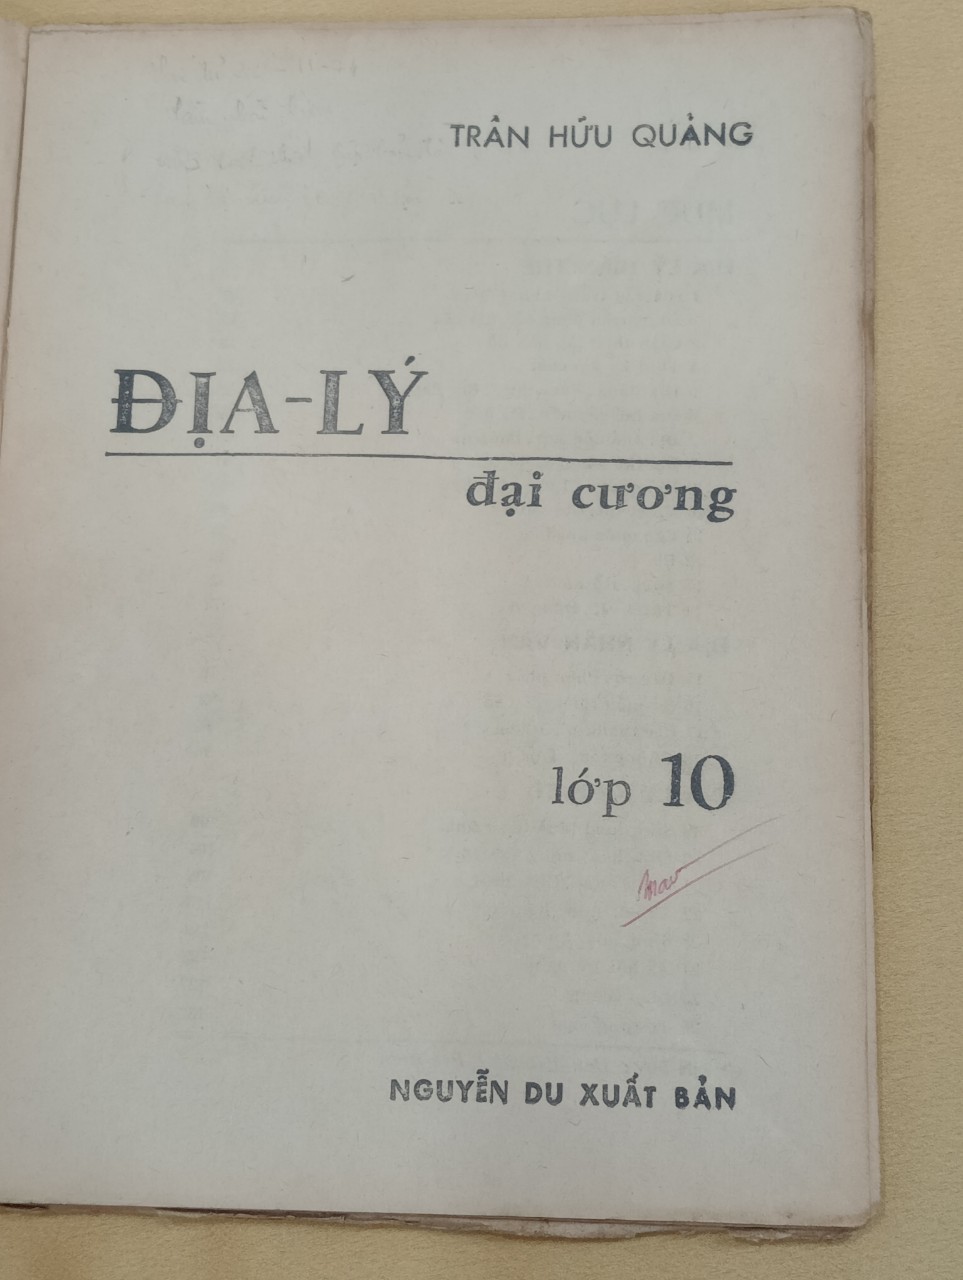 TRẦN HỮU QUẢNG
ĐỊA-LÝ
đại cương
lớp 10
NGUYỄN DU XUẤT BẢN